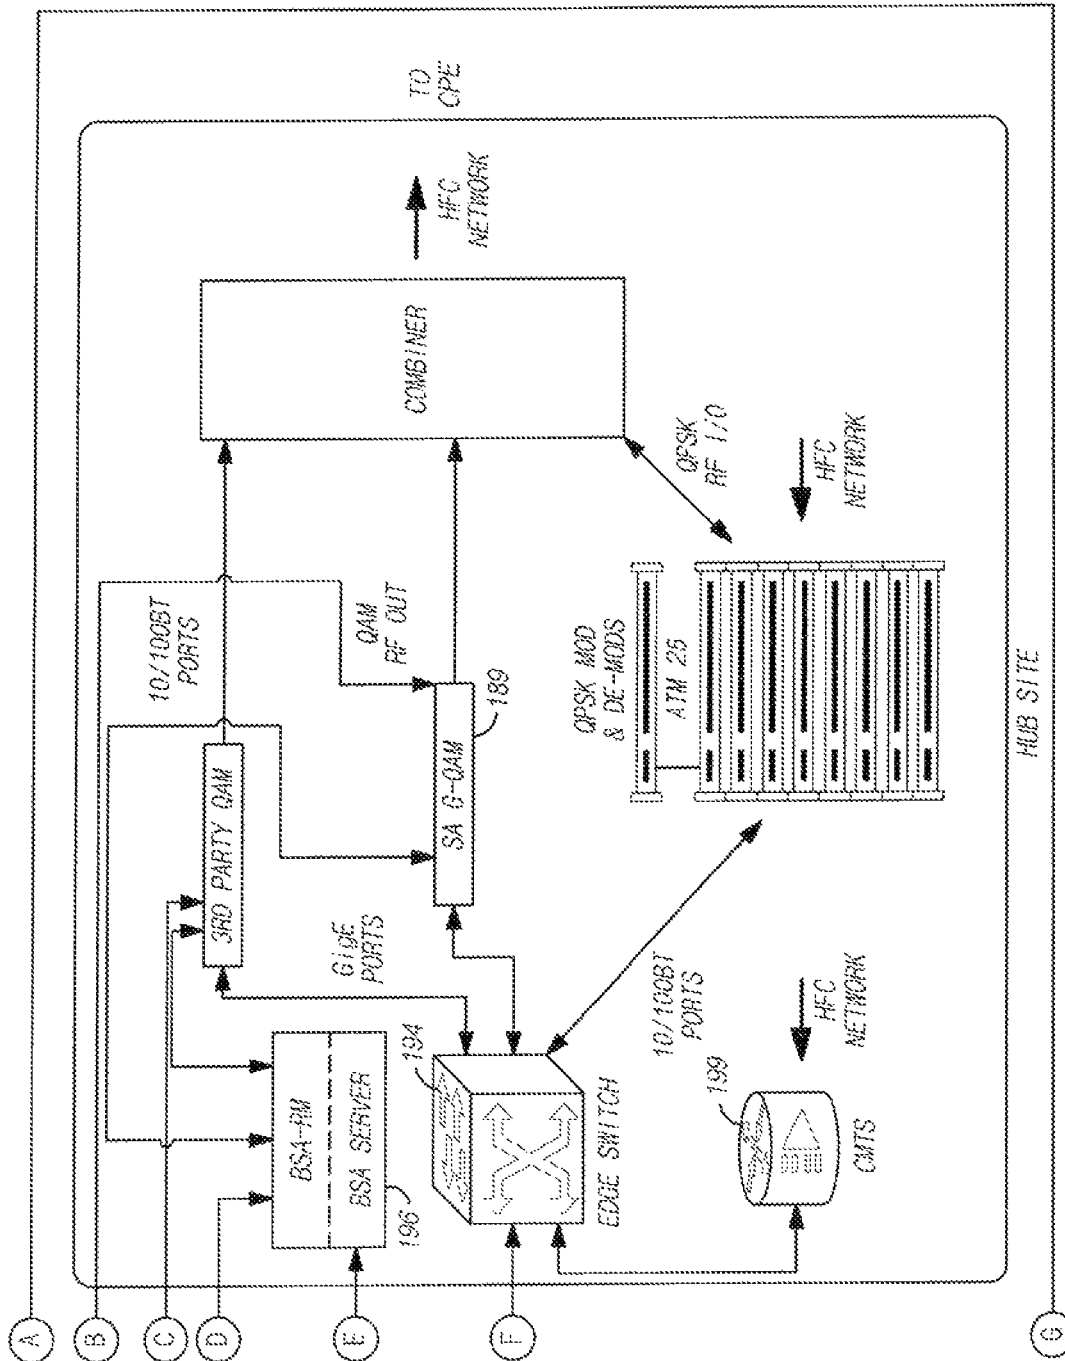 A
B
C
D
E
F
G
TO
CPE
HFC
NETWORK
COMBINER
10/100BT
PORTS
QAM
RF OUT
QPSK
RF I/O
HFC
NETWORK
3RD PARTY QAM
SA G-QAM
189
QPSK MOD
& DE-MODS
ATM 25
GigE
PORTS
BSA-RM
BSA SERVER
196
194
EDGE SWITCH
10/100BT
PORTS
HFC
NETWORK
199
CMTS
HUB SITE